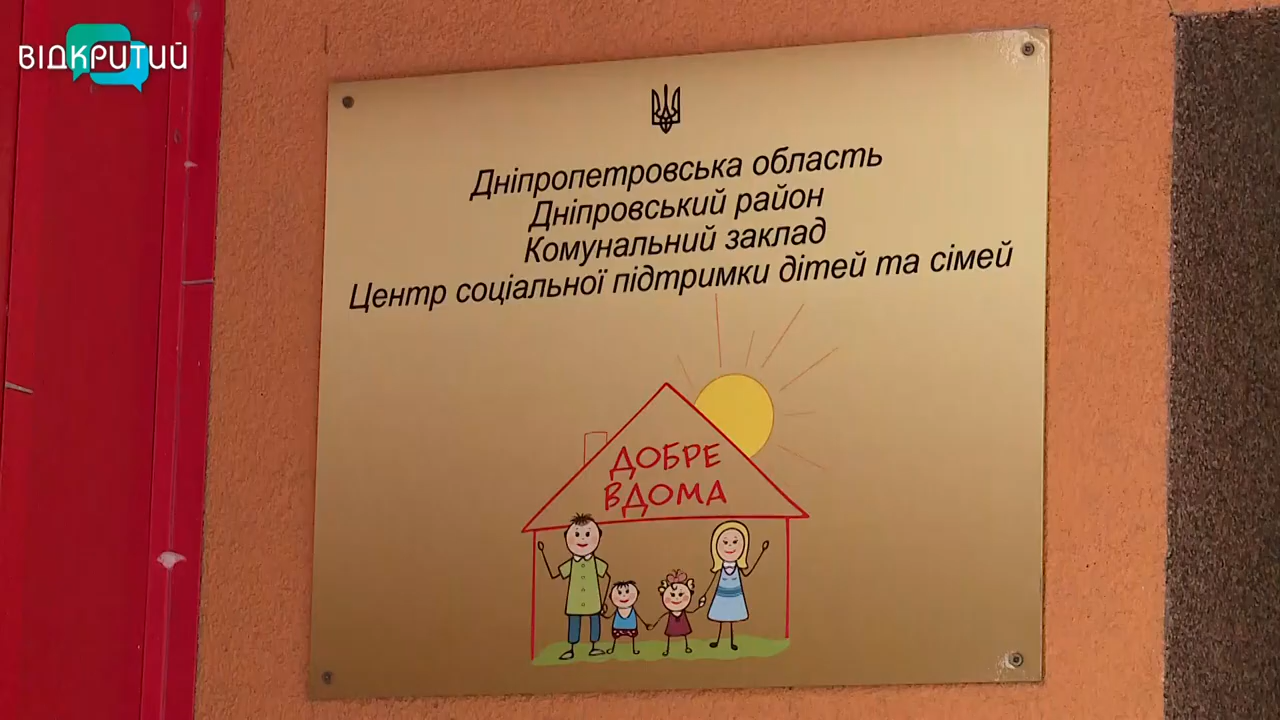 ВІДКРИТИЙ
Дніпропетровська область
Дніпровський район
Комунальний заклад
Центр соціальної підтримки дітей та сімей
ДОБРЕ
ВДОМА